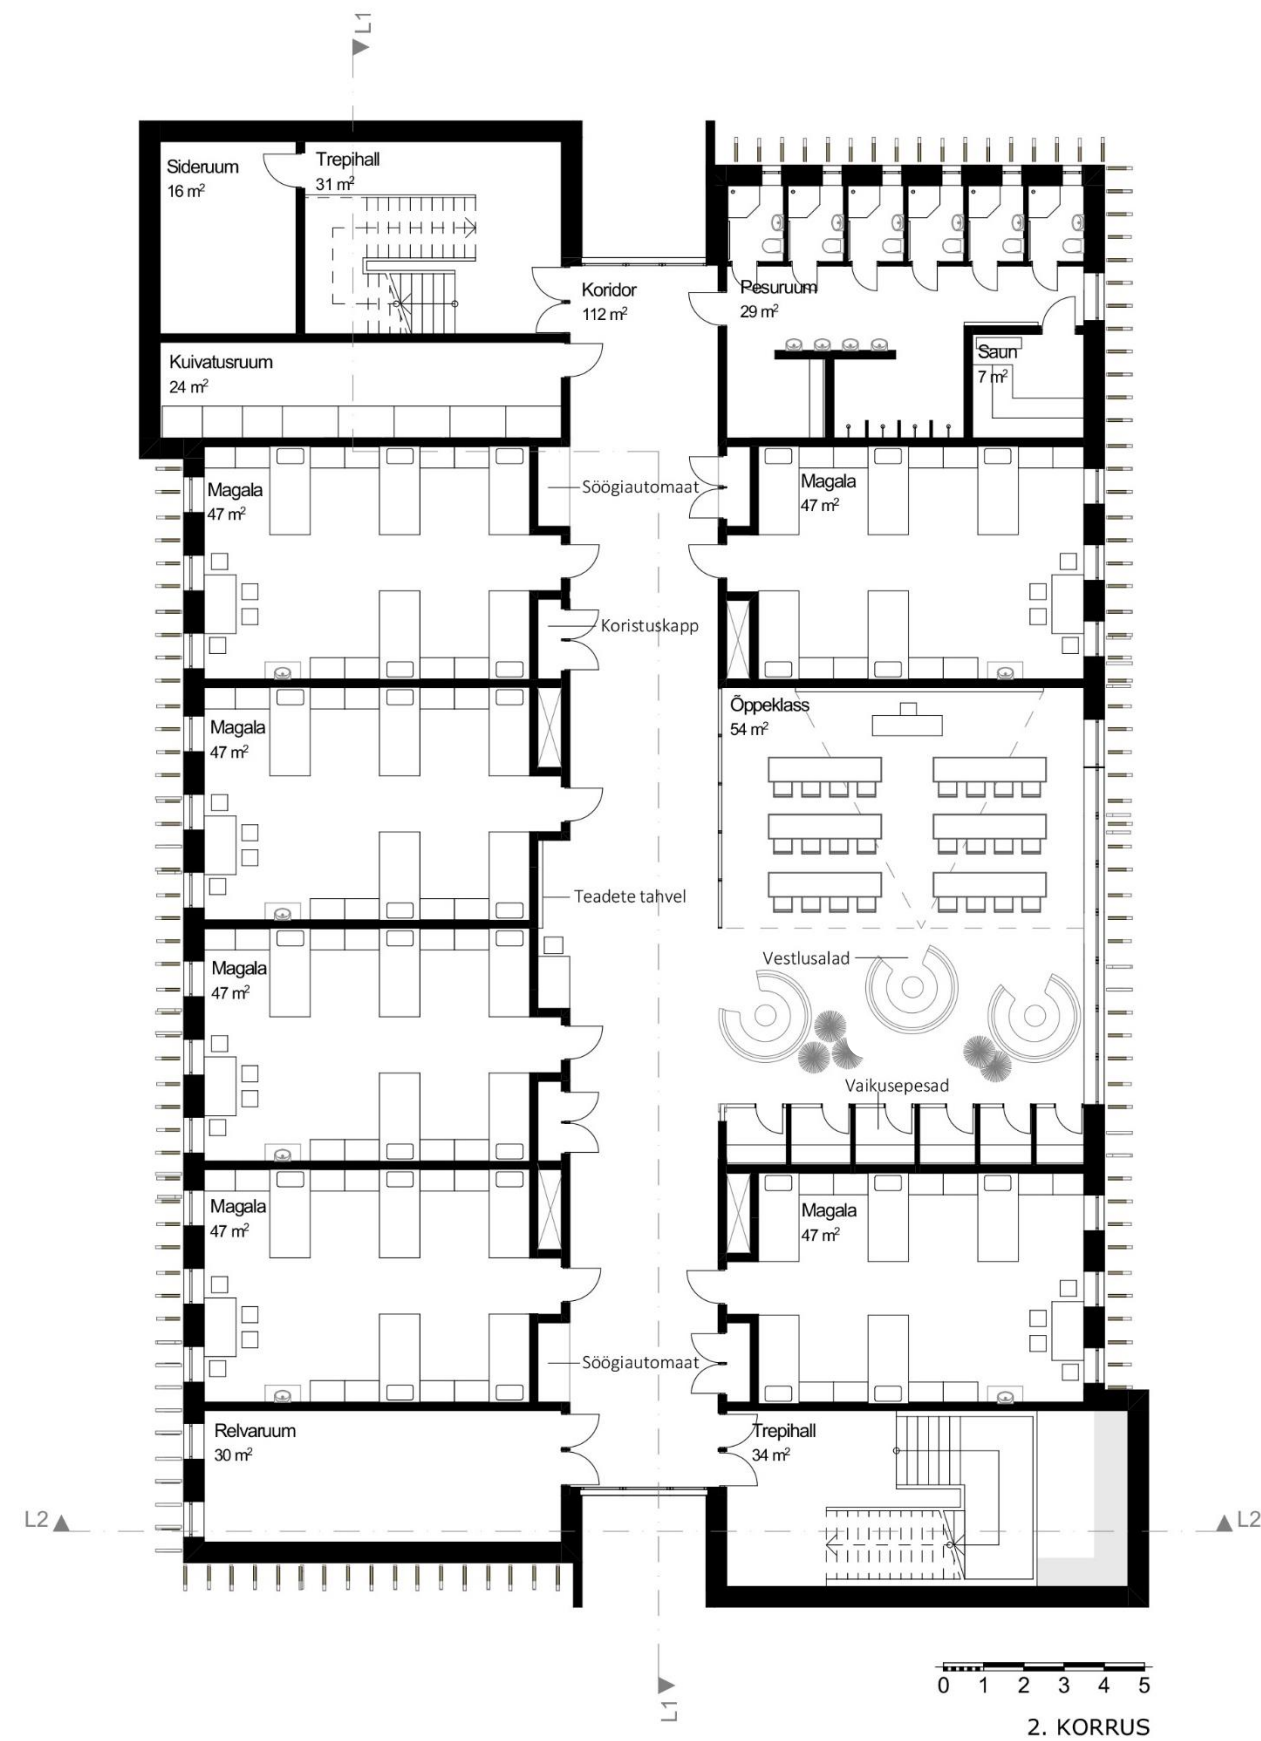 L1
Sideruum
16 m²
Trepihall
31 m²
Koridor
112 m²
Pesuruum
29 m²
Kuivatusruum
24 m²
Saun
7 m²
Magala
47 m²
Söögiautomaat
Magala
47 m²
Koristuskapp
Magala
47 m²
Õppeklass
54 m²
Teadete tahvel
Magala
47 m²
Vestlusalad
Vaikusepesad
Magala
47 m²
Magala
47 m²
Söögiautomaat
Relvaruum
30 m²
Trepihall
34 m²
L2
L2
L1
0 1 2 3 4 5
2. KORRUS